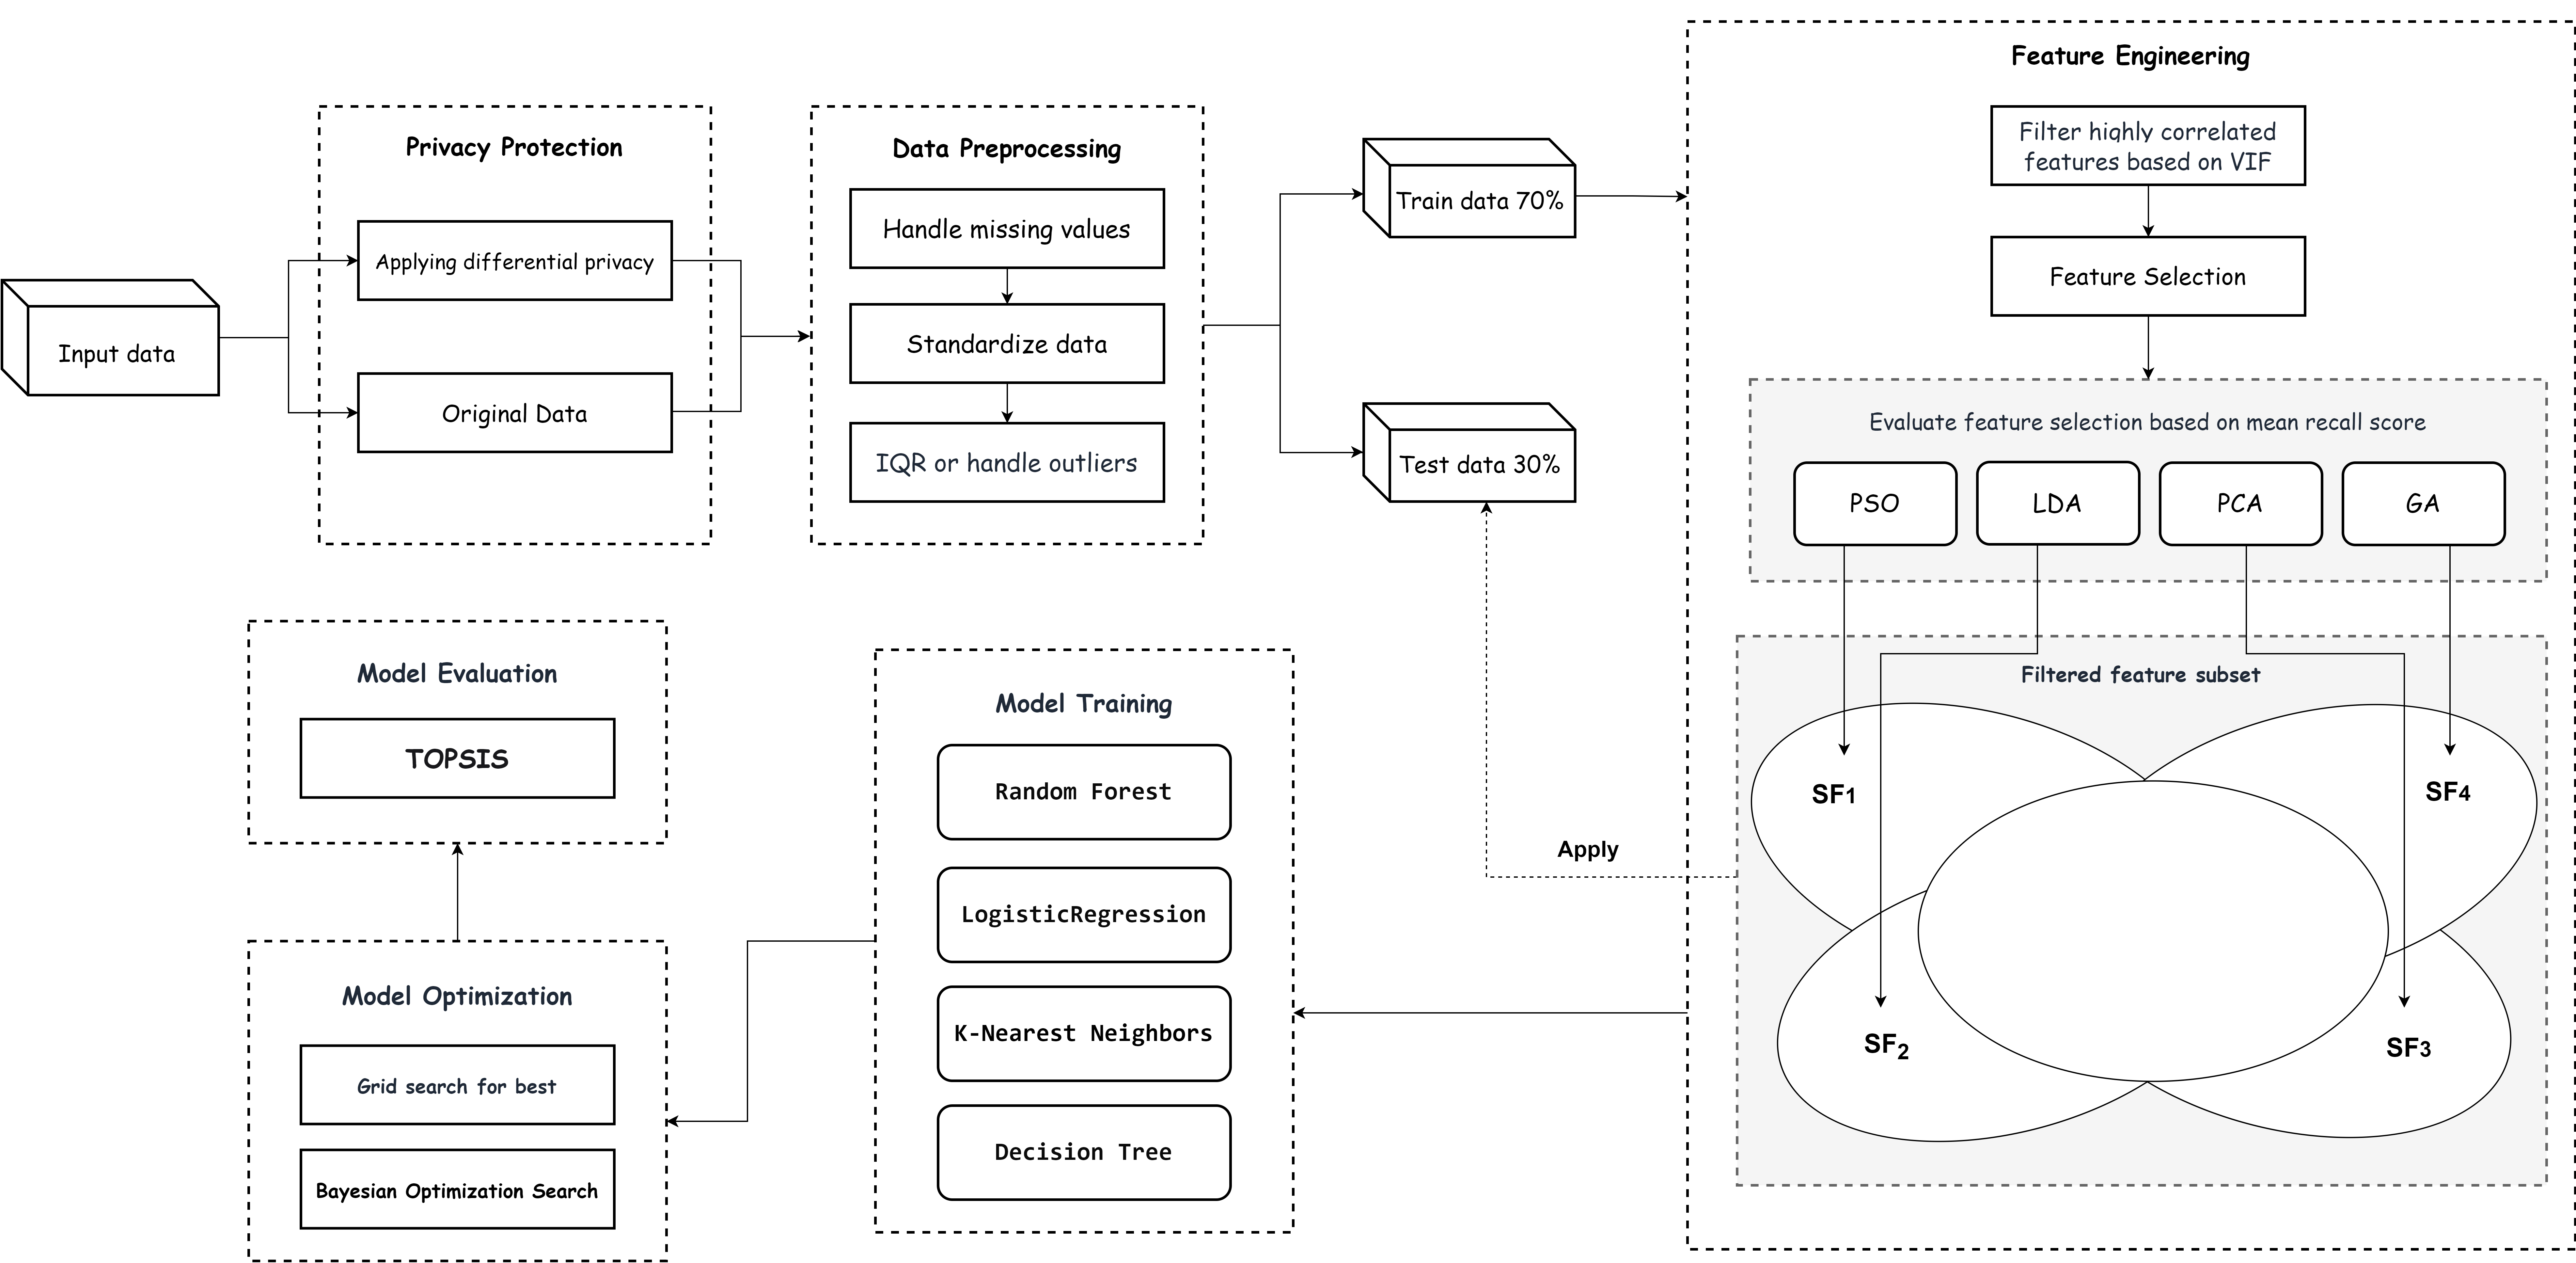 Input data
Privacy Protection
Applying differential privacy
Original Data
Data Preprocessing
Handle missing values
Standardize data
IQR or handle outliers
Train data 70%
Test data 30%
Feature Engineering
Filter highly correlated
features based on VIF
Feature Selection
Evaluate feature selection based on mean recall score
PSO
LDA
PCA
GA
Filtered feature subset
SF1
SF4
SF2
SF3
Apply
Model Training
Random Forest
LogisticRegression
K-Nearest Neighbors
Decision Tree
Model Optimization
Grid search for best
Bayesian Optimization Search
Model Evaluation
TOPSIS